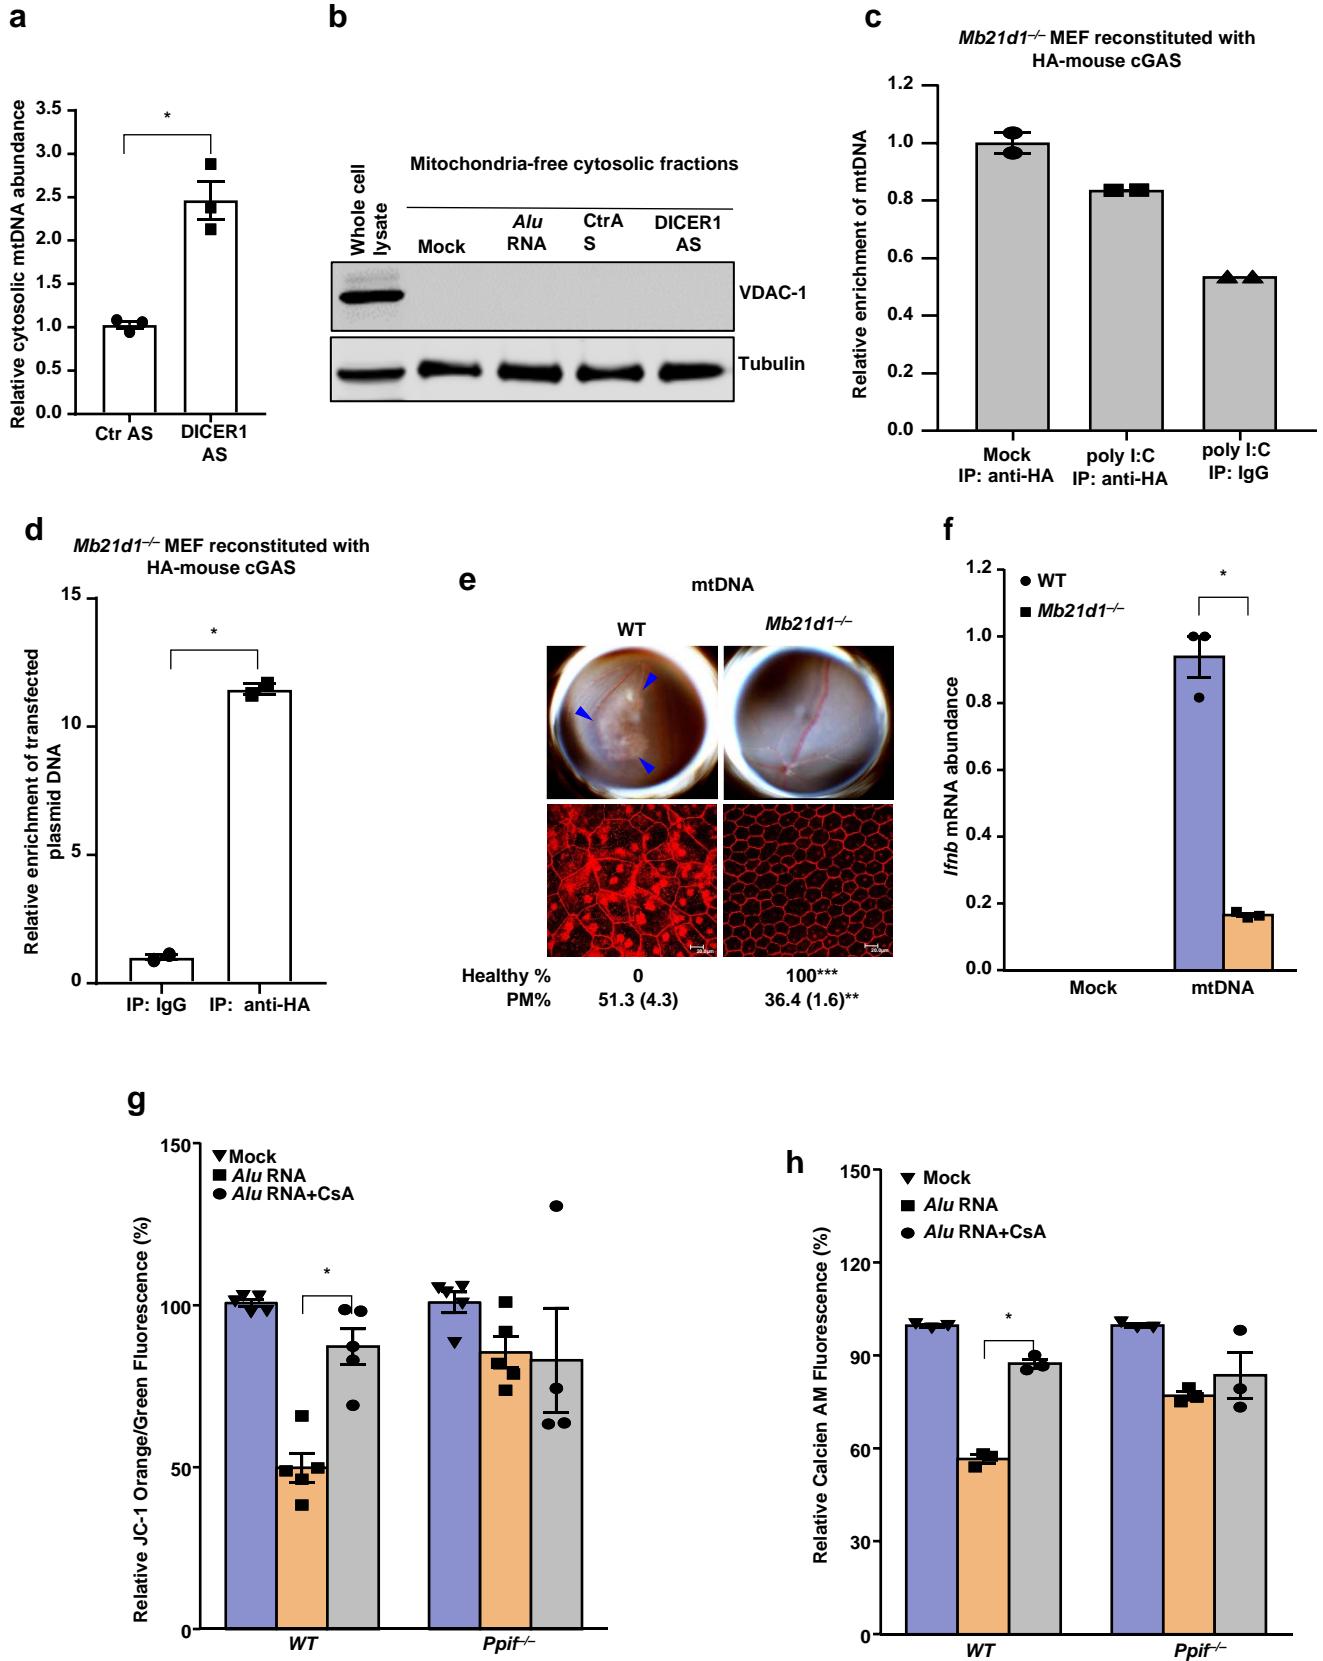 a
Relative cytosolic mtDNA abundance
3.5
3.0
2.5
2.0
1.5
1.0
0.5
0.0
*
Ctr AS
DICER1
AS
b
Whole cell
lysate
Mitochondria-free cytosolic fractions
Mock
Alu
RNA
CtrA
S
DICER1
AS
VDAC-1
Tubulin
c
Mb21d1–/– MEF reconstituted with
HA-mouse cGAS
Relative enrichment of mtDNA
1.2
1.0
0.8
0.6
0.4
0.2
0.0
Mock
IP: anti-HA
poly I:C
IP: anti-HA
poly I:C
IP: IgG
d
Mb21d1–/– MEF reconstituted with
HA-mouse cGAS
Relative enrichment of transfected
plasmid DNA
15
10
5
0
*
IP: IgG
IP: anti-HA
e
mtDNA
WT
Mb21d1–/–
20.0µm
20.0µm
Healthy % 0 100***
PM% 51.3 (4.3) 36.4 (1.6)**
f
Ifnb mRNA abundance
1.2
1.0
0.8
0.6
0.4
0.2
0.0
WT
Mb21d1–/–
*
Mock
mtDNA
g
Relative JC-1 Orange/Green Fluorescence (%)
150
100
50
0
Mock
Alu RNA
Alu RNA+CsA
*
WT
Ppif–/–
h
Relative Calcien AM Fluorescence (%)
150
120
90
60
30
0
Mock
Alu RNA
Alu RNA+CsA
*
WT
Ppif–/–